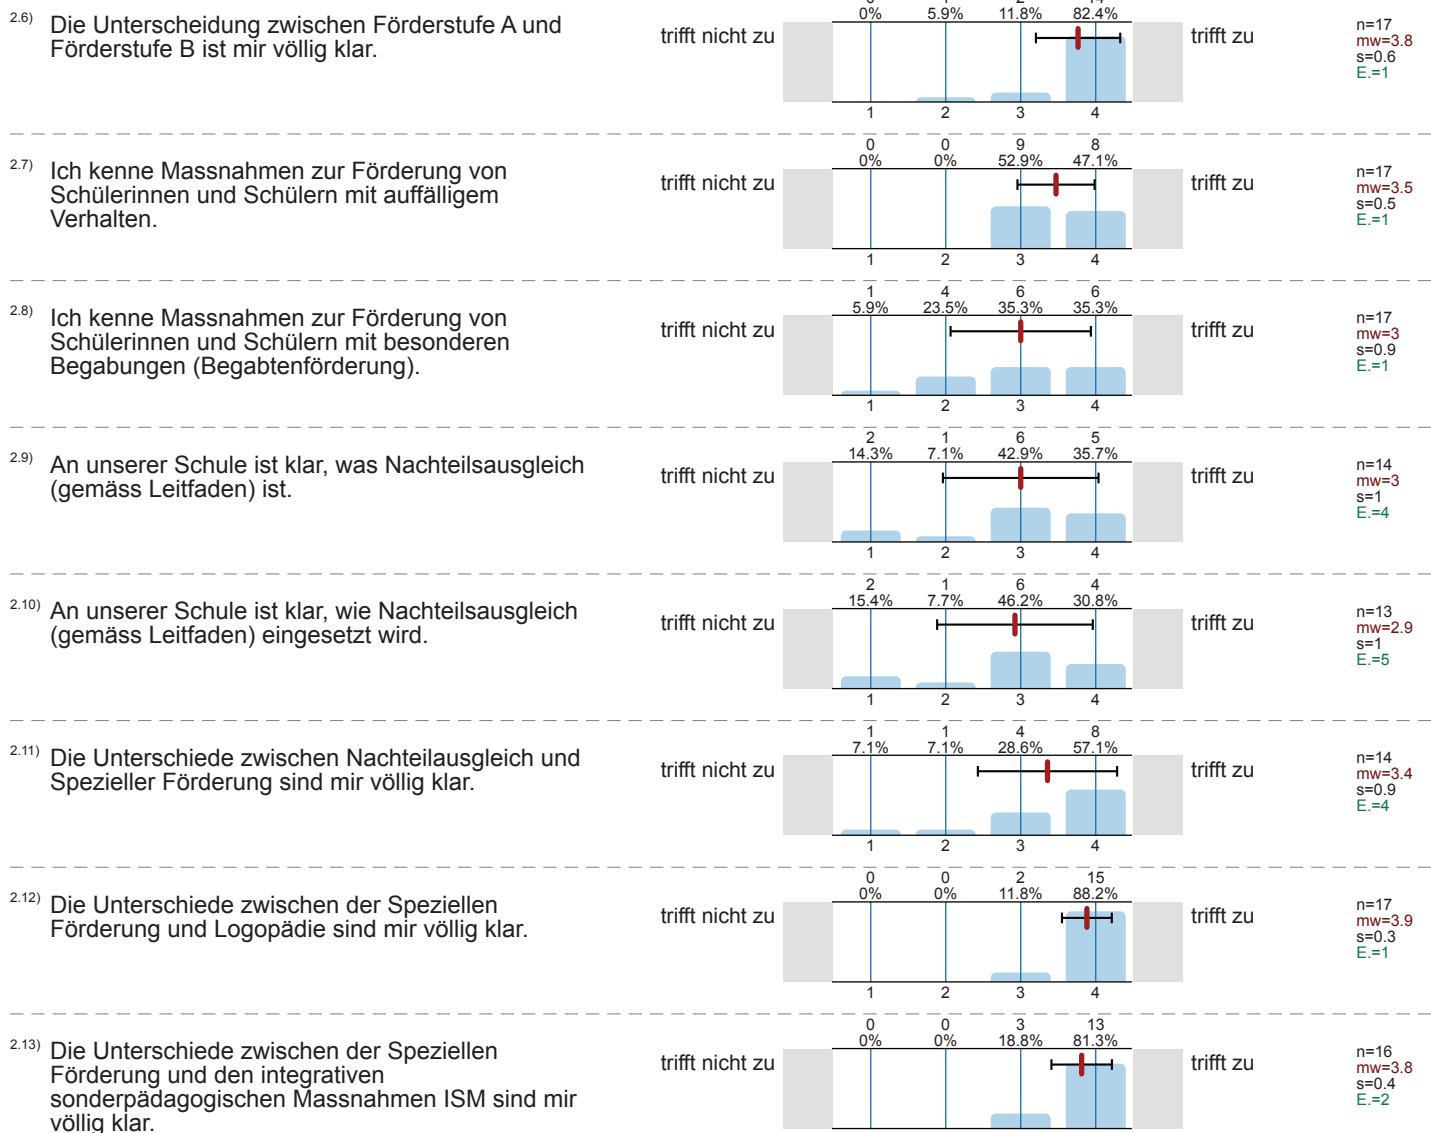 0% 5.9% 11.8% 82.4%
2.6) Die Unterscheidung zwischen Förderstufe A und
Förderstufe B ist mir völlig klar.
trifft nicht zu
trifft zu
n=17
mw=3.8
s=0.6
E.=1
1 2 3 4
2.7) Ich kenne Massnahmen zur Förderung von
Schülerinnen und Schülern mit auffälligem
Verhalten.
trifft nicht zu
0 0 9 8
0% 0% 52.9% 47.1%
1 2 3 4
trifft zu
n=17
mw=3.5
s=0.5
E.=1
2.8) Ich kenne Massnahmen zur Förderung von
Schülerinnen und Schülern mit besonderen
Begabungen (Begabtenförderung).
trifft nicht zu
1 4 6 6
5.9% 23.5% 35.3% 35.3%
1 2 3 4
trifft zu
n=17
mw=3
s=0.9
E.=1
2.9) An unserer Schule ist klar, was Nachteilsausgleich
(gemäss Leitfaden) ist.
trifft nicht zu
2 1 6 5
14.3% 7.1% 42.9% 35.7%
1 2 3 4
trifft zu
n=14
mw=3
s=1
E.=4
2.10) An unserer Schule ist klar, wie Nachteilsausgleich
(gemäss Leitfaden) eingesetzt wird.
trifft nicht zu
2 1 6 4
15.4% 7.7% 46.2% 30.8%
1 2 3 4
trifft zu
n=13
mw=2.9
s=1
E.=5
2.11) Die Unterschiede zwischen Nachteilausgleich und
Spezieller Förderung sind mir völlig klar.
trifft nicht zu
1 1 4 8
7.1% 7.1% 28.6% 57.1%
1 2 3 4
trifft zu
n=14
mw=3.4
s=0.9
E.=4
2.12) Die Unterschiede zwischen der Speziellen
Förderung und Logopädie sind mir völlig klar.
trifft nicht zu
0 0 2 15
0% 0% 11.8% 88.2%
1 2 3 4
trifft zu
n=17
mw=3.9
s=0.3
E.=1
2.13) Die Unterschiede zwischen der Speziellen
Förderung und den integrativen
sonderpädagogischen Massnahmen ISM sind mir
völlig klar.
trifft nicht zu
0 0 3 13
0% 0% 18.8% 81.3%
trifft zu
n=16
mw=3.8
s=0.4
E.=2